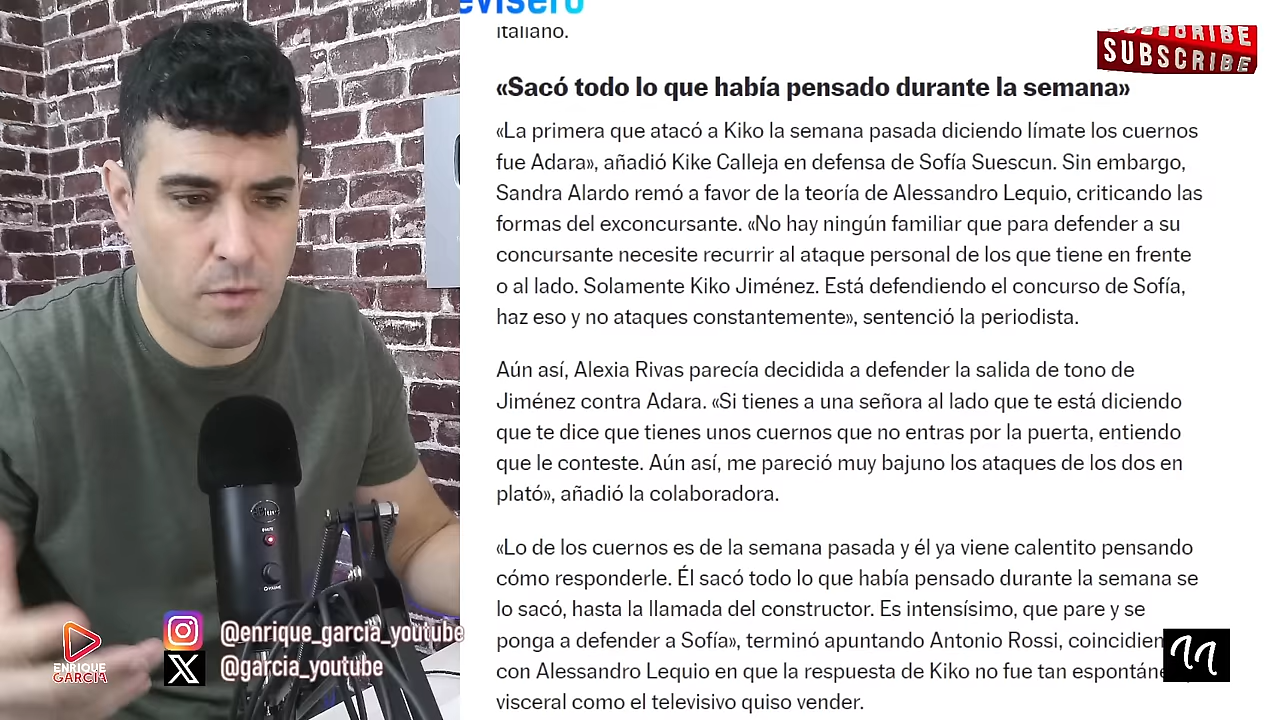 evisero
italiano.
SUBSCRIBE
SUBSCRIBE
«Sacó todo lo que había pensado durante la semana»
«La primera que atacó a Kiko la semana pasada diciendo límate los cuernos
fue Adara», añadió Kike Calleja en defensa de Sofía Suescun. Sin embargo,
Sandra Alardo remó a favor de la teoría de Alessandro Lequio, criticando las
formas del exconcursante. «No hay ningún familiar que para defender a su
concursante necesite recurrir al ataque personal de los que tiene en frente
o al lado. Solamente Kiko Jiménez. Está defendiendo el concurso de Sofía,
haz eso y no ataques constantemente», sentenció la periodista.
Aún así, Alexia Rivas parecía decidida a defender la salida de tono de
Jiménez contra Adara. «Si tienes a una señora al lado que te está diciendo
que te dice que tienes unos cuernos que no entras por la puerta, entiendo
que le conteste. Aún así, me pareció muy bajuno los ataques de los dos en
plató», añadió la colaboradora.
«Lo de los cuernos es de la semana pasada y él ya viene calentito pensando
cómo responderle. Él sacó todo lo que había pensado durante la semana se
lo sacó, hasta la llamada del constructor. Es intensísimo, que pare y se
ponga a defender a Sofía», terminó apuntando Antonio Rossi, coincidien
con Alessandro Lequio en que la respuesta de Kiko no fue tan espontáne
visceral como el televisivo quiso vender.
ENRIQUE
GARCIA
@enrique_garcia_youtube
@garcia_youtube